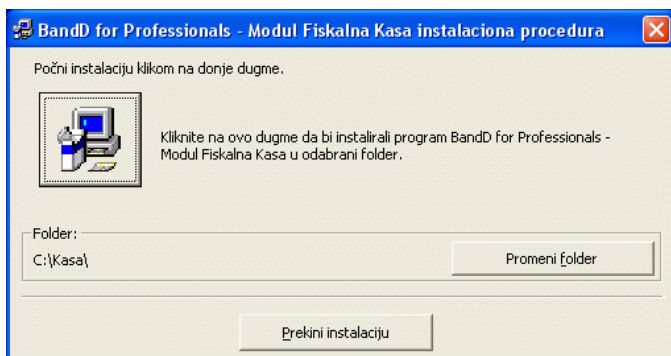 BandD for Professionals - Modul Fiskalna Kasa instalaciona procedura
Počni instalaciju klikom na donje dugme.
Kliknite na ovo dugme da bi instalirali program BandD for Professionals -
Modul Fiskalna Kasa u odabrani folder.
Folder:
C:\Kasa\
Promeni folder
Prekini instalaciju